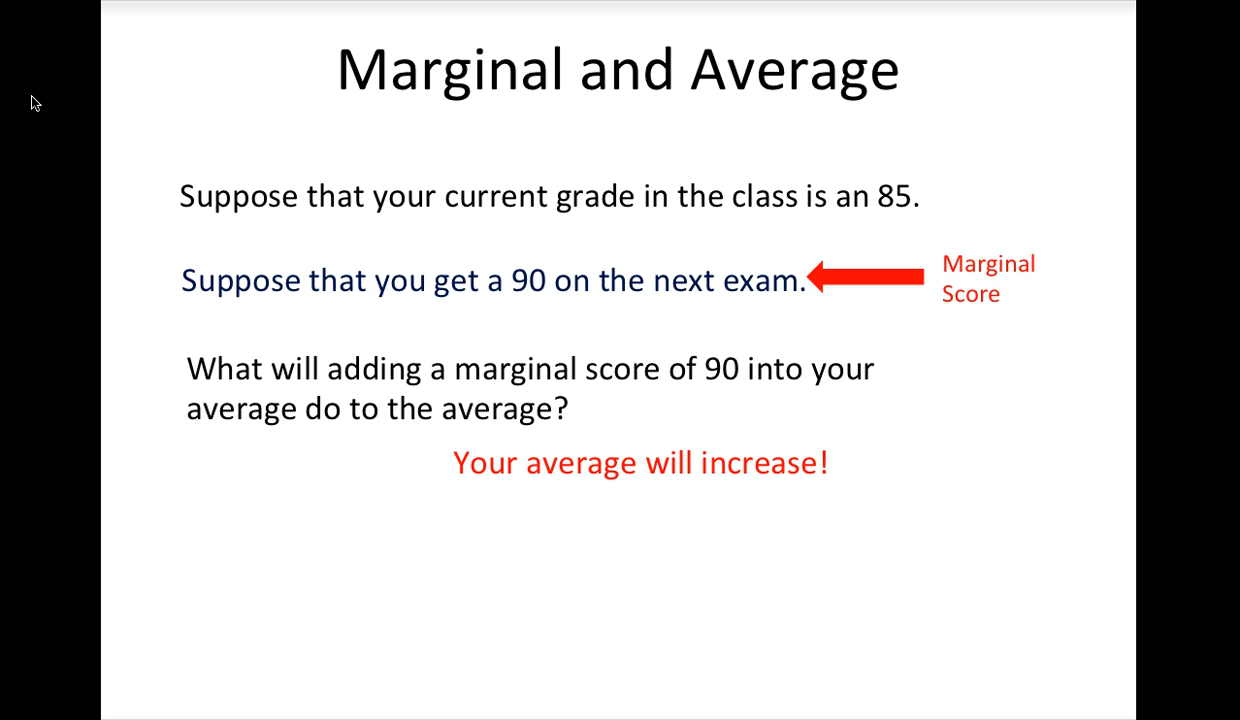 Marginal and Average
Suppose that your current grade in the class is an 85.
Suppose that you get a 90 on the next exam.
Marginal
Score
What will adding a marginal score of 90 into your
average do to the average?
Your average will increase!